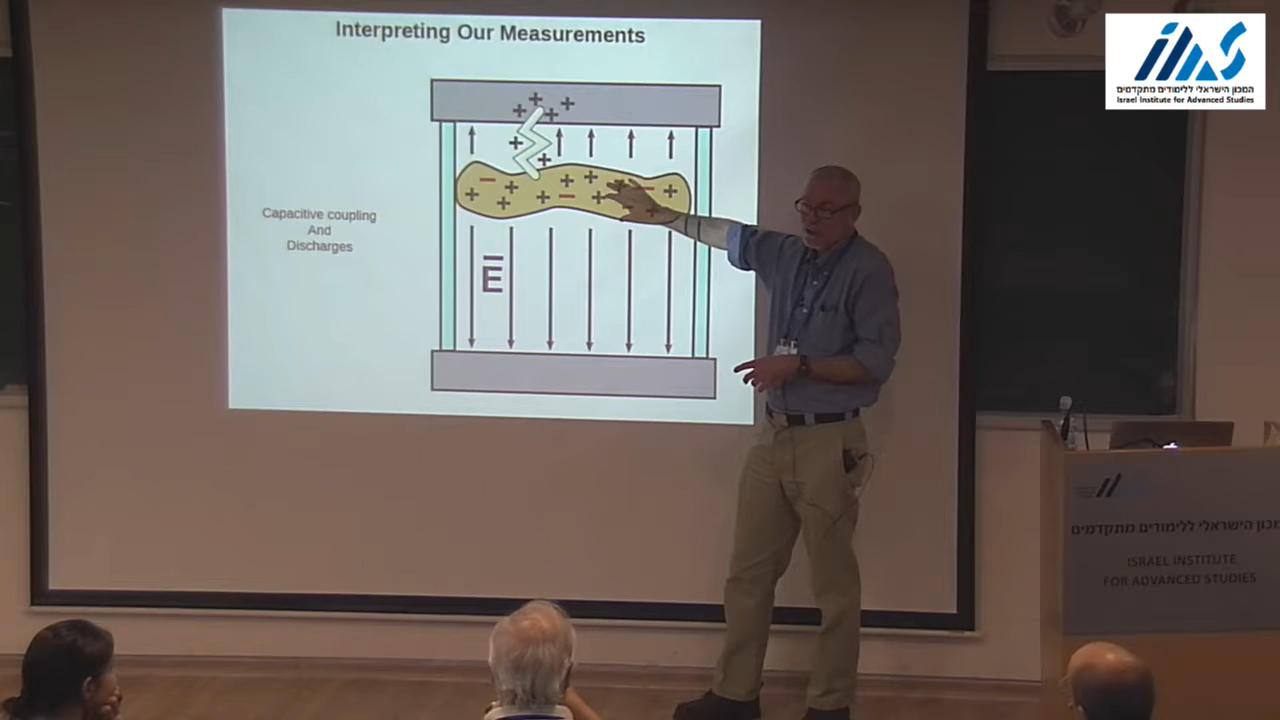 Interpreting Our Measurements
Capacitive coupling
And
Discharges
E
המכון הישראלי ללימודים מתקדמים
Israel Institute for Advanced Studies
המכון הישראלי ללימודים מתקדמים
ISRAEL INSTITUTE
FOR ADVANCED STUDIES